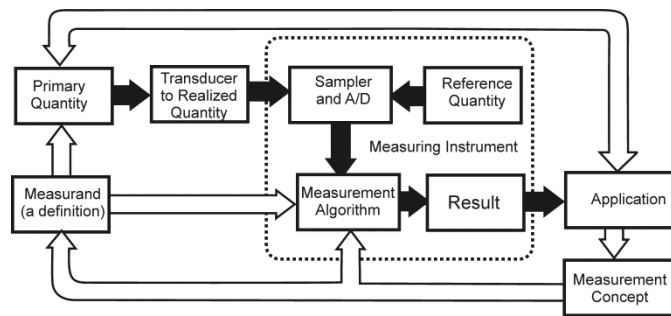 Primary
Quantity
Transducer
to Realized
Quantity
Sampler
and A/D
Reference
Quantity
Measuring Instrument
Measurand
(a definition)
Measurement
Algorithm
Result
Application
Measurement
Concept